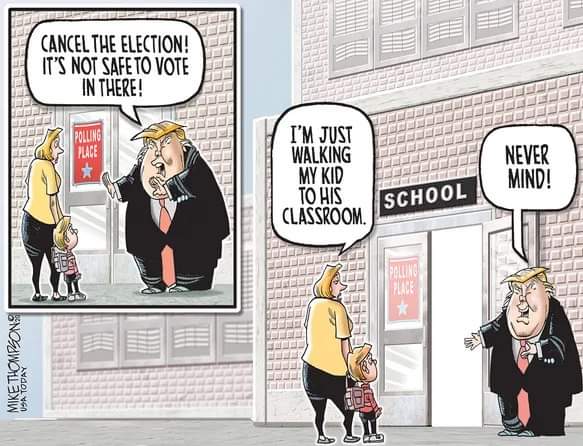 CANCEL THE ELECTION!
IT'S NOT SAFE TO VOTE
IN THERE!
POLLING
PLACE
I'M JUST
WALKING
MY KID
TO HIS
CLASSROOM.
SCHOOL
NEVER
MIND!
POLLING
PLACE
MIKE THOMPSON
USA TODAY